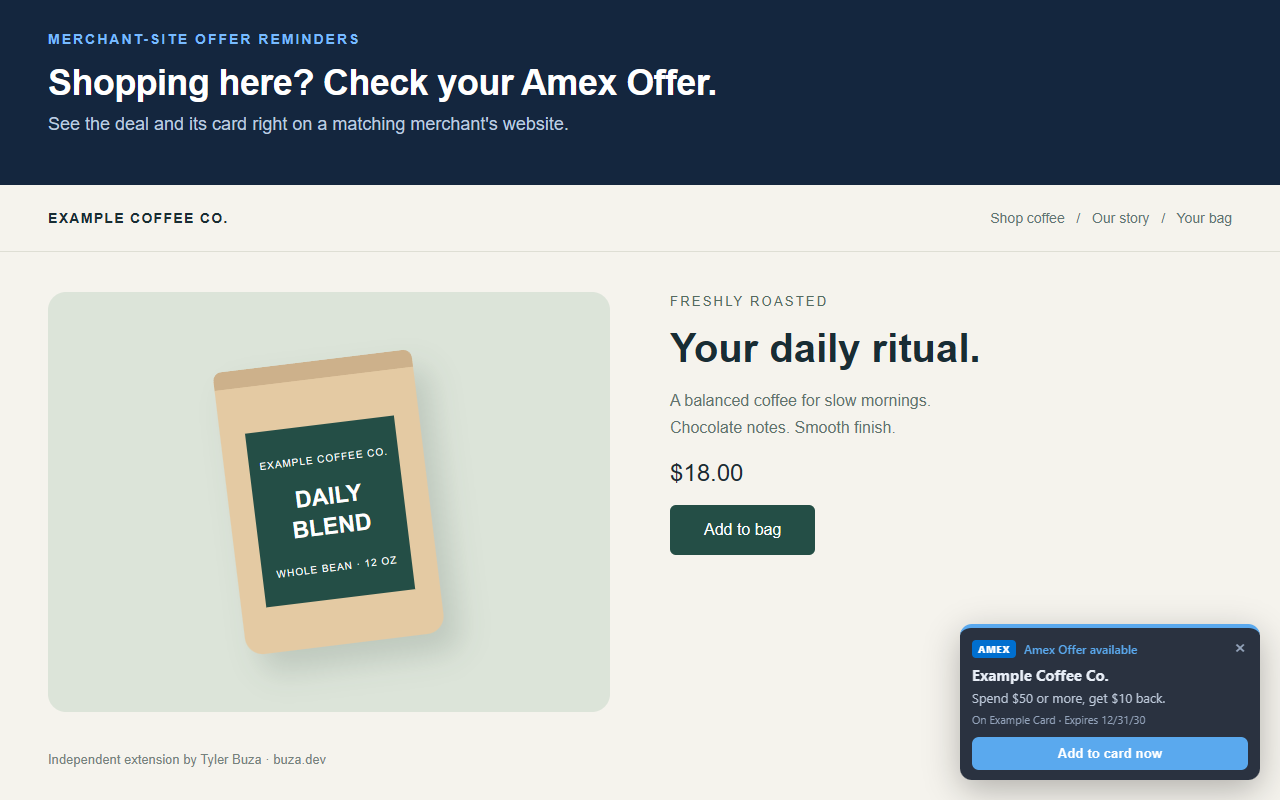 MERCHANT-SITE OFFER REMINDERS
Shopping here? Check your Amex Offer.
See the deal and its card right on a matching merchant's website.
EXAMPLE COFFEE CO.
Shop coffee / Our story / Your bag
EXAMPLE COFFEE CO.
DAILY
BLEND
WHOLE BEAN · 12 OZ
FRESHLY ROASTED
Your daily ritual.
A balanced coffee for slow mornings.
Chocolate notes. Smooth finish.
$18.00
Add to bag
AMEX Amex Offer available ✕
Example Coffee Co.
Spend $50 or more, get $10 back.
On Example Card · Expires 12/31/30
Add to card now
Independent extension by Tyler Buza · buza.dev